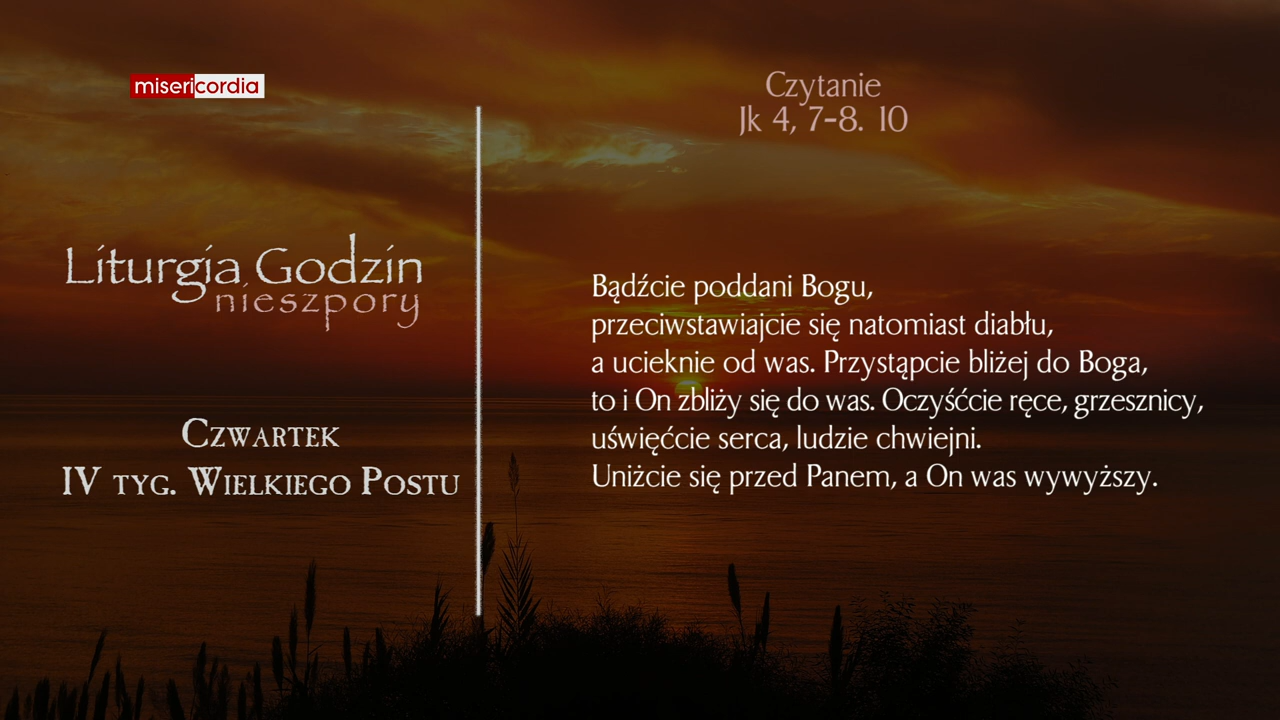 misericordia
Liturgia Godzin
nieszpory
Czwartek
IV tyg. Wielkiego Postu
Czytanie
Jk 4, 7-8. 10
Bądźcie poddani Bogu,
przeciwstawiajcie się natomiast diabłu,
a ucieknie od was. Przystąpcie bliżej do Boga,
to i On zbliży się do was. Oczyśćcie ręce, grzesznicy,
uświęćcie serca, ludzie chwiejni.
Uniżcie się przed Panem, a On was wywyższy.